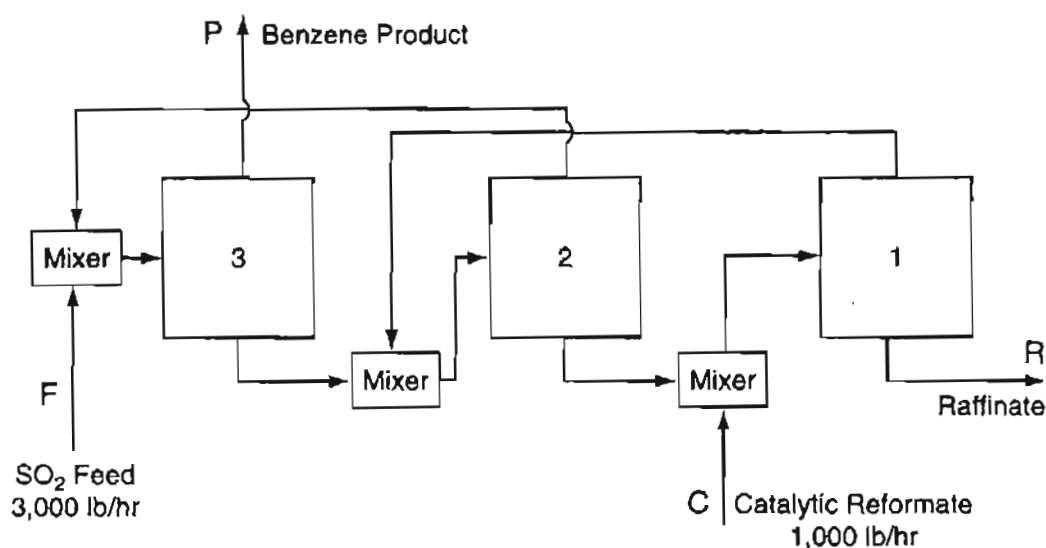 P Benzene Product
Mixer
3
2
1
Mixer
Mixer
R
Raffinate
F
SO₂ Feed
3,000 lb/hr
C Catalytic Reformate
1,000 lb/hr